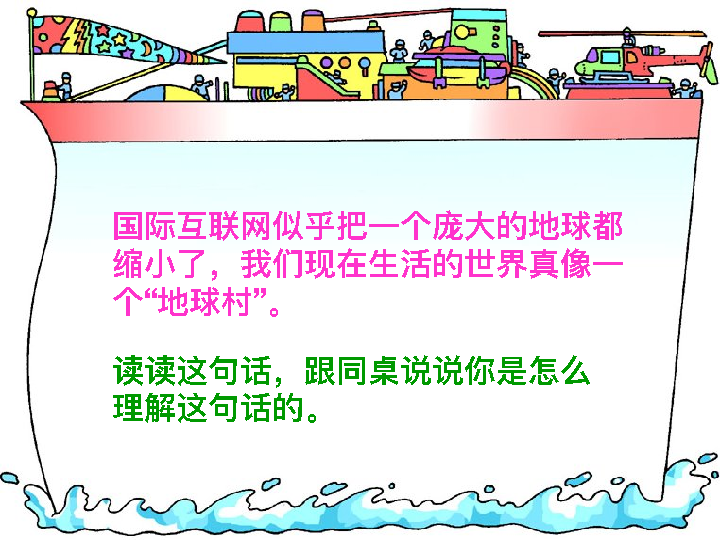 国际互联网似乎把一个庞大的地球都
缩小了，我们现在生活的世界真像一
个“地球村”。
读读这句话，跟同桌说说你是怎么
理解这句话的。